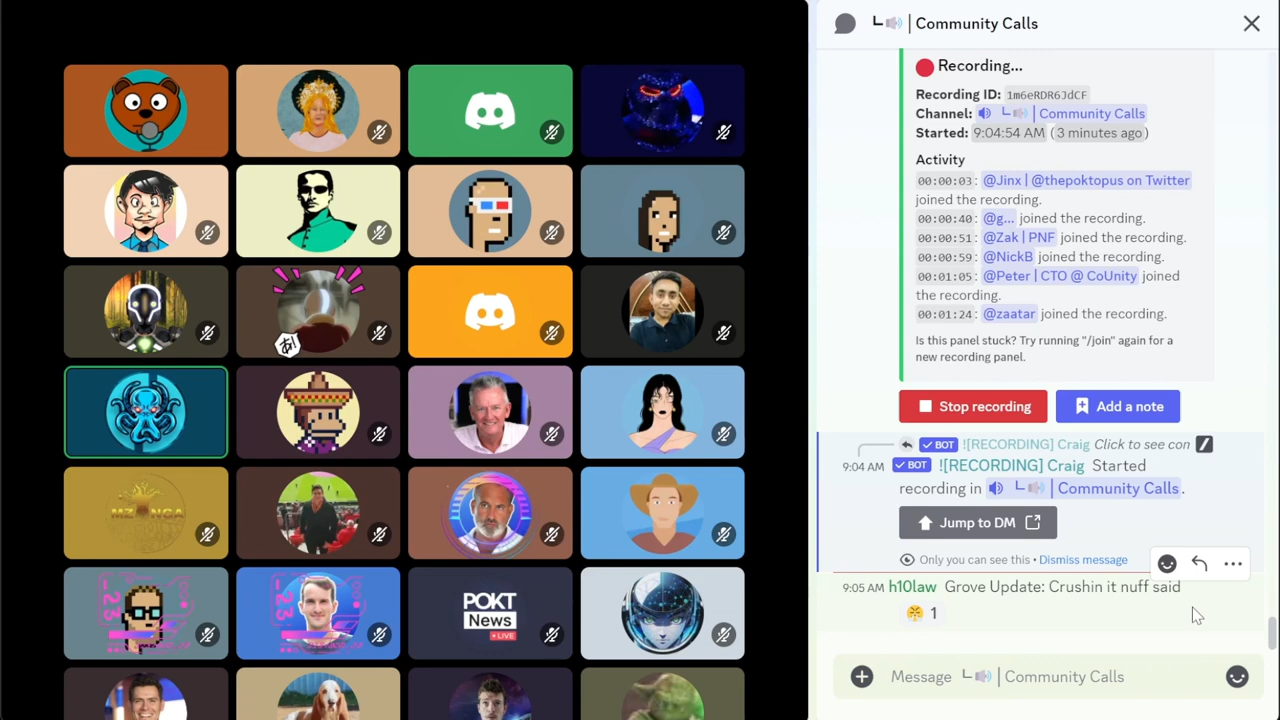 └🔊 | Community Calls
Recording...
Recording ID: 1m6eRDR6JdCF
Channel: 🔊 └🔊 | Community Calls
Started: 9:04:54 AM (3 minutes ago)
Activity
00:00:03: @Jinx | @thepoktopus on Twitter
joined the recording.
00:00:40: @g... joined the recording.
00:00:51: @Zak | PNF joined the recording.
00:00:59: @NickB joined the recording.
00:01:05: @Peter | CTO @ CoUnity joined
the recording.
00:01:24: @zaatar joined the recording.
Is this panel stuck? Try running "/join" again for a
new recording panel.
Stop recording
Add a note
✓ BOT ![RECORDING] Craig Click to see con
9:04 AM ✓ BOT ![RECORDING] Craig Started
recording in 🔊 └🔊 | Community Calls.
Jump to DM
Only you can see this • Dismiss message
9:05 AM h10law Grove Update: Crushin it nuff said
😤 1
Message └🔊 | Community Calls
POKT
News
LIVE